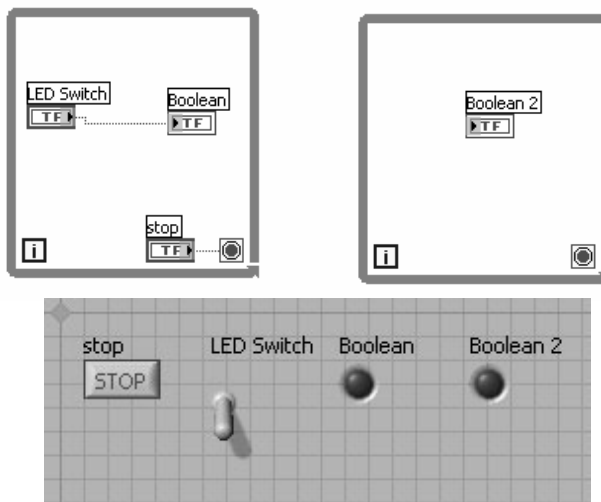 LED Switch
TF
Boolean
TF
stop
TF
i
Boolean 2
TF
i
stop
LED Switch
Boolean
Boolean 2
STOP